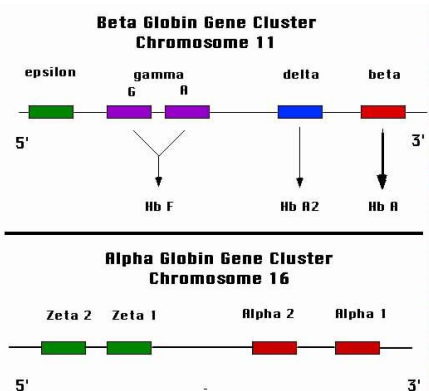 Beta Globin Gene Cluster
Chromosome 11
epsilon gamma delta beta
G A
5' 3'
Hb F Hb A2 Hb A
Alpha Globin Gene Cluster
Chromosome 16
Zeta 2 Zeta 1 Alpha 2 Alpha 1
5' 3'